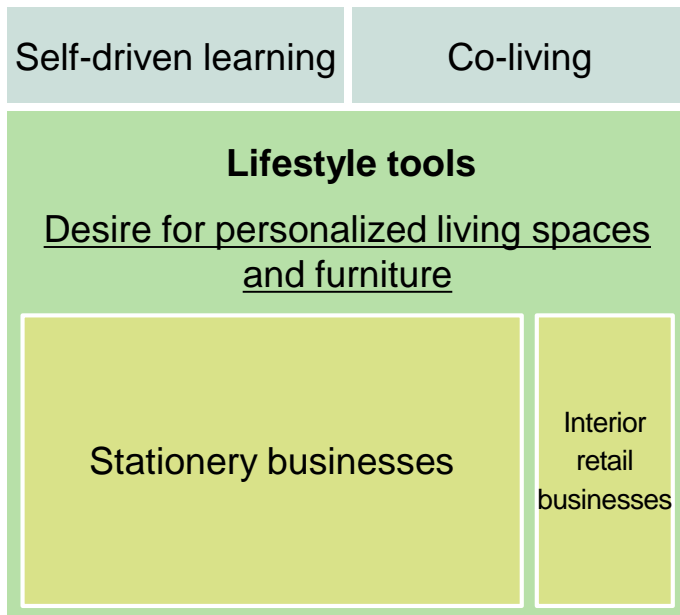 Self-driven learning
Co-living
Lifestyle tools
Desire for personalized living spaces
and furniture
Stationery businesses
Interior
retail
businesses